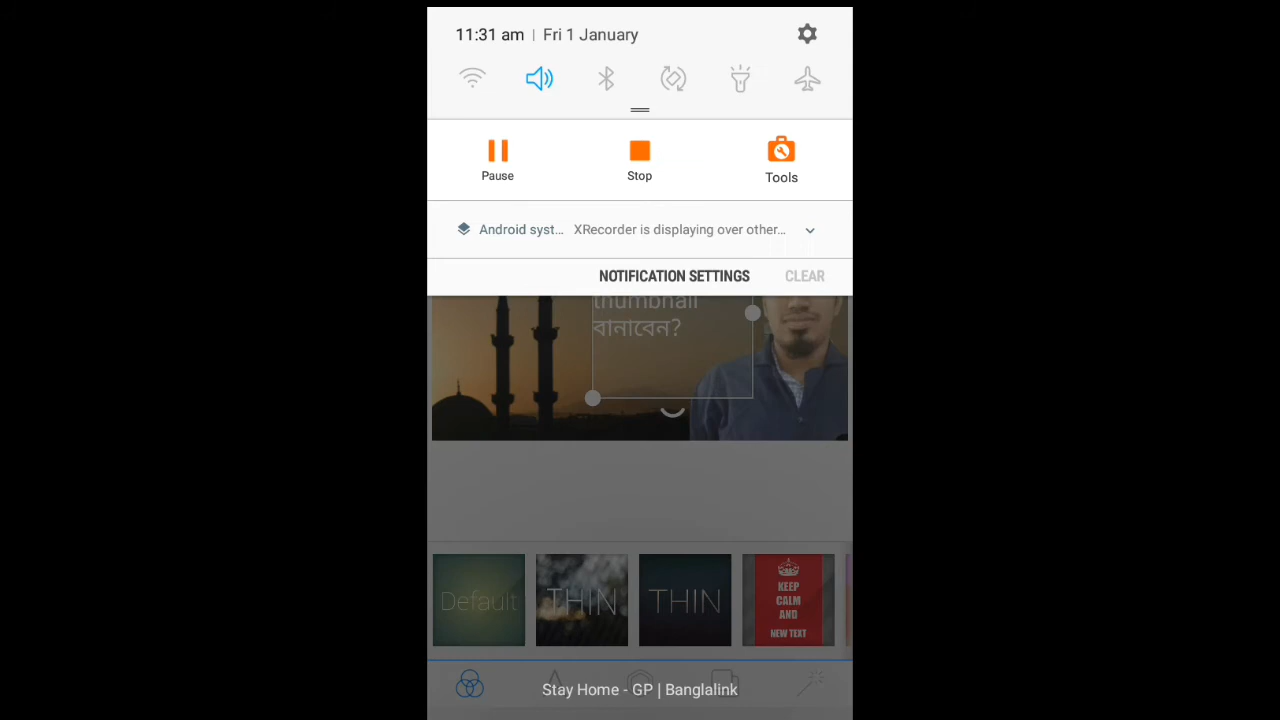 11:31 am | Fri 1 January
Pause Stop Tools
Android syst... XRecorder is displaying over other...
NOTIFICATION SETTINGS CLEAR
thumbnail
বানাবেন?
Default THIN THIN KEEP
CALM
AND
NEW TEXT
Stay Home - GP | Banglalink